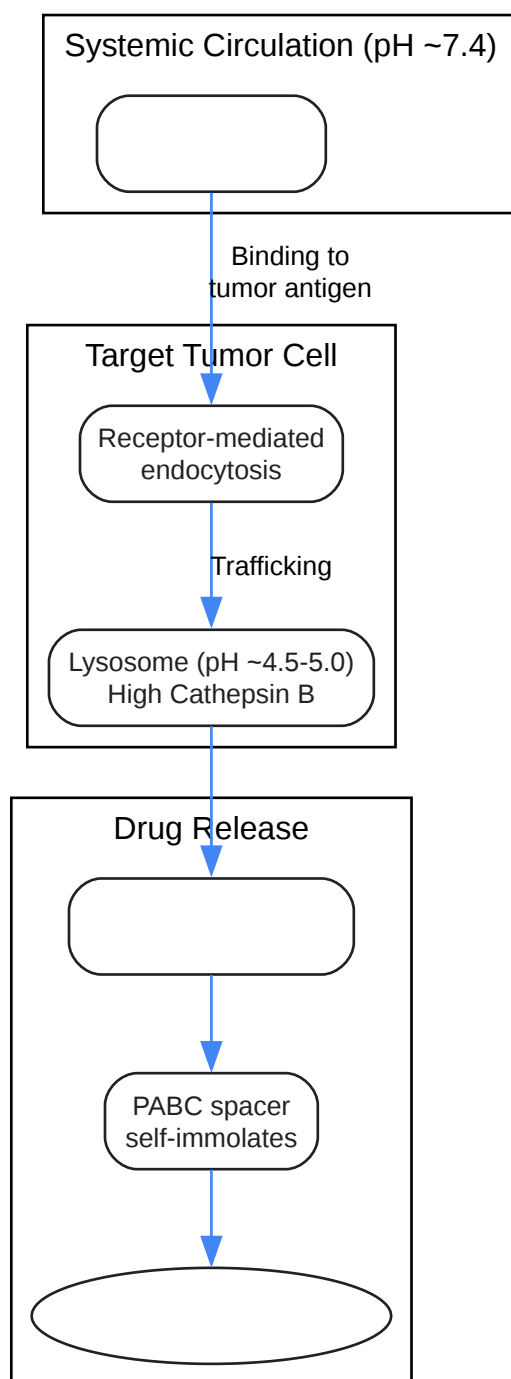 Systemic Circulation (pH ~7.4)
Binding to
tumor antigen
Target Tumor Cell
Receptor-mediated
endocytosis
Trafficking
Lysosome (pH ~4.5-5.0)
High Cathepsin B
Drug Release
PABC spacer
self-immolates